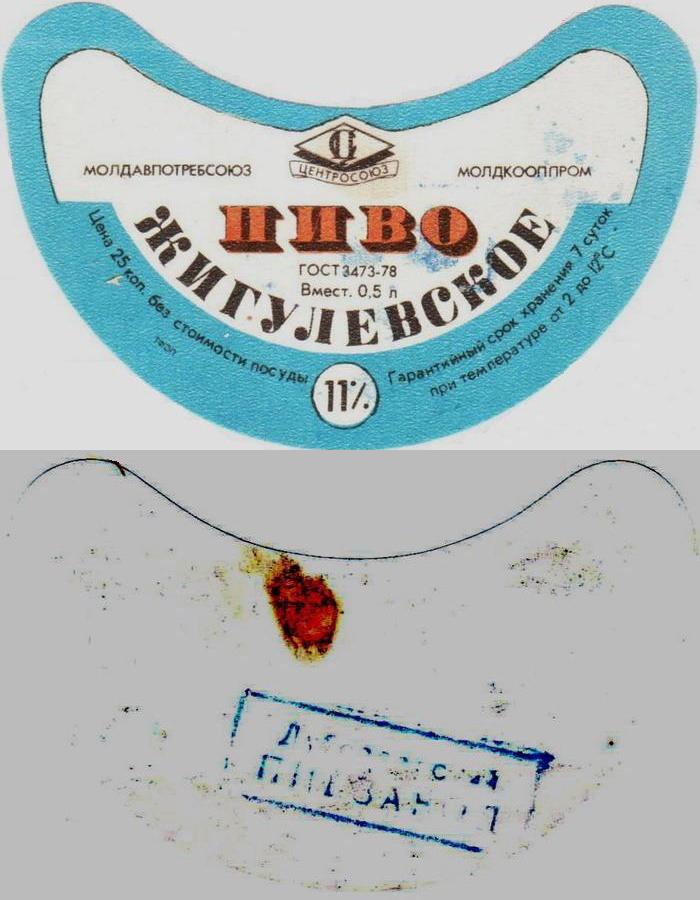 ЦЕНТРОСОЮЗ
МОЛДАВПОТРЕБСОЮЗ
МОЛДКООППРОМ
ПИВО
ЖИГУЛЕВСКОЕ
ГОСТ 3473-78
Вмест. 0,5 л
Цена 25 коп. без стоимости посуды
11%
Гарантийный срок хранения 7 суток
при температуре от 2 до 12°С